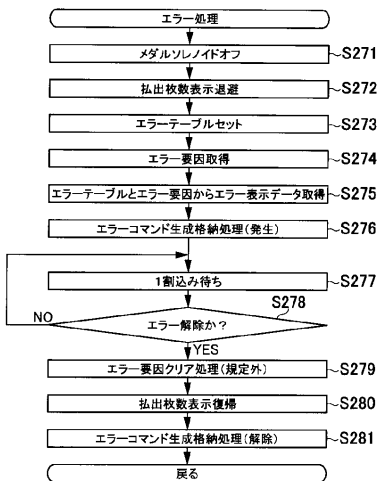 エラー処理
メダルソレノイドオフ
S271
払出枚数表示退避
S272
エラーテーブルセット
S273
エラー要因取得
S274
エラーテーブルとエラー要因からエラー表示データ取得
S275
エラーコマンド生成格納処理(発生)
S276
1割込み待ち
S277
S278
エラー解除か?
NO
YES
エラー要因クリア処理(規定外)
S279
払出枚数表示復帰
S280
エラーコマンド生成格納処理(解除)
S281
戻る